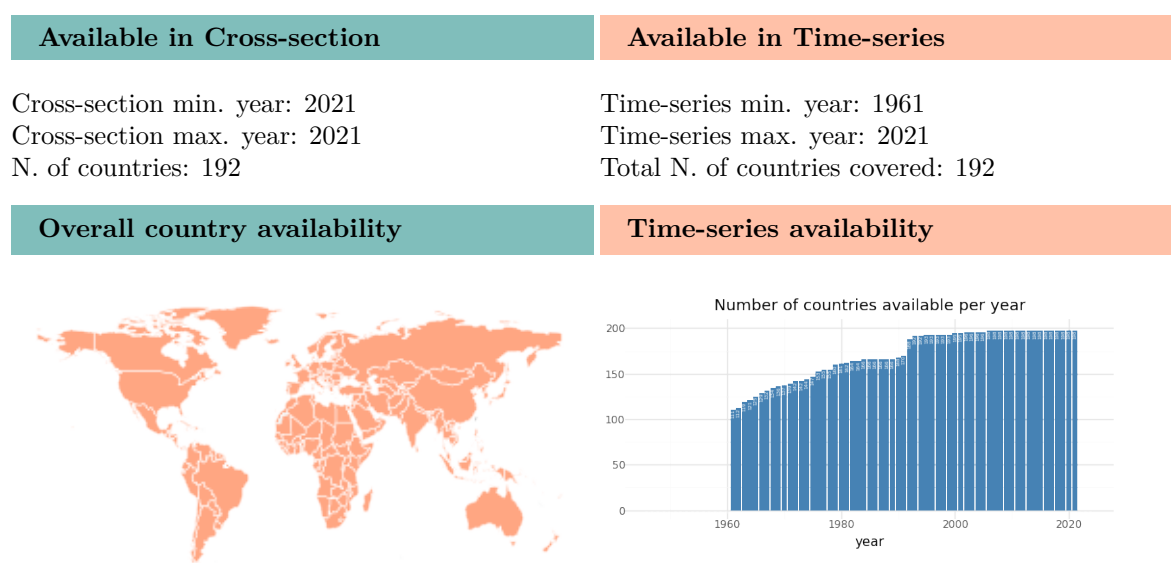 Available in Cross-section
Available in Time-series
Cross-section min. year: 2021
Cross-section max. year: 2021
N. of countries: 192
Time-series min. year: 1961
Time-series max. year: 2021
Total N. of countries covered: 192
Overall country availability
Time-series availability
Number of countries available per year
200
150
100
50
0
1960 1980 2000 2020
year